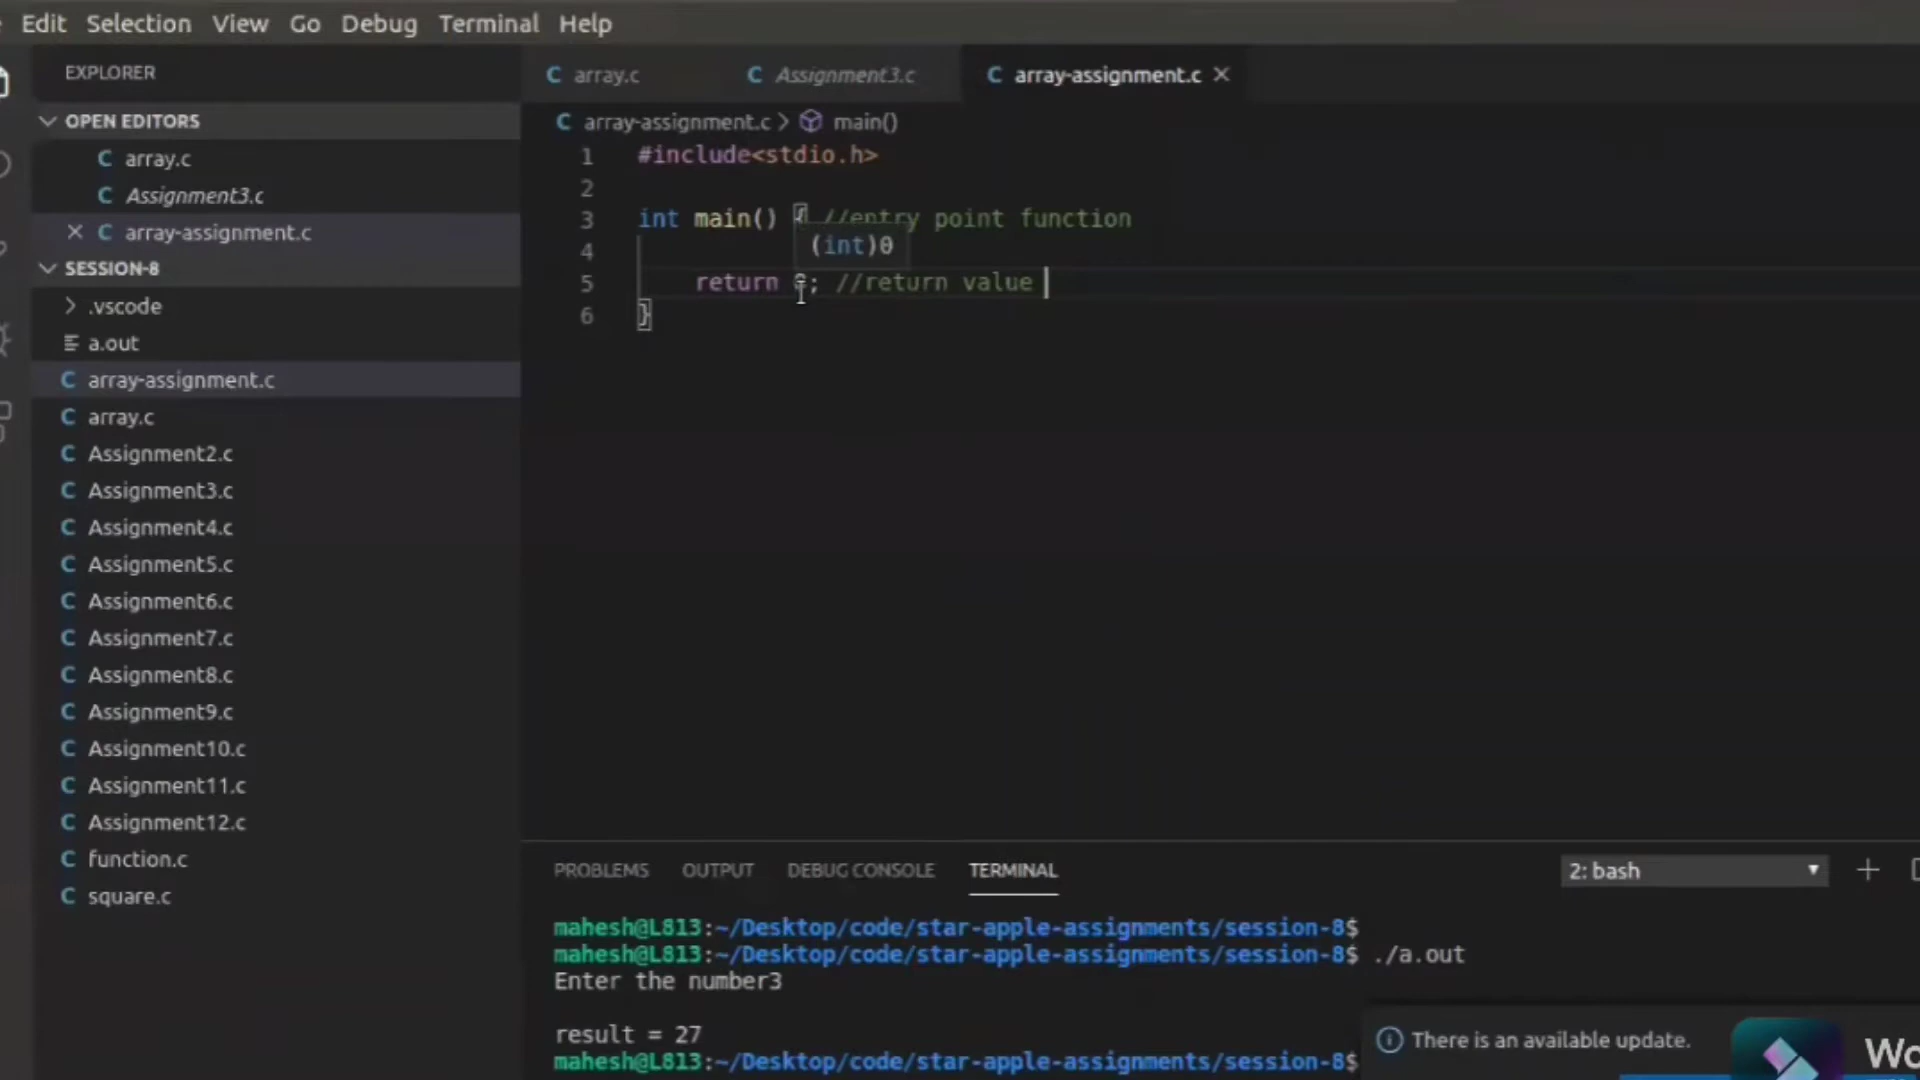 Edit Selection View Go Debug Terminal Help
EXPLORER
OPEN EDITORS
array.c
Assignment3.c
array-assignment.c
SESSION-8
.vscode
a.out
array-assignment.c
array.c
Assignment2.c
Assignment3.c
Assignment4.c
Assignment5.c
Assignment6.c
Assignment7.c
Assignment8.c
Assignment9.c
Assignment10.c
Assignment11.c
Assignment12.c
function.c
square.c
array.c Assignment3.c array-assignment.c
array-assignment.c > main()
1 #include<stdio.h>
2
3 int main() { //entry point function
(int)0
4
5 return ; //return value
6 }
PROBLEMS OUTPUT DEBUG CONSOLE TERMINAL 2: bash
mahesh@L813:~/Desktop/code/star-apple-assignments/session-8$
mahesh@L813:~/Desktop/code/star-apple-assignments/session-8$ ./a.out
Enter the number3
result = 27
mahesh@L813:~/Desktop/code/star-apple-assignments/session-8$
There is an available update.